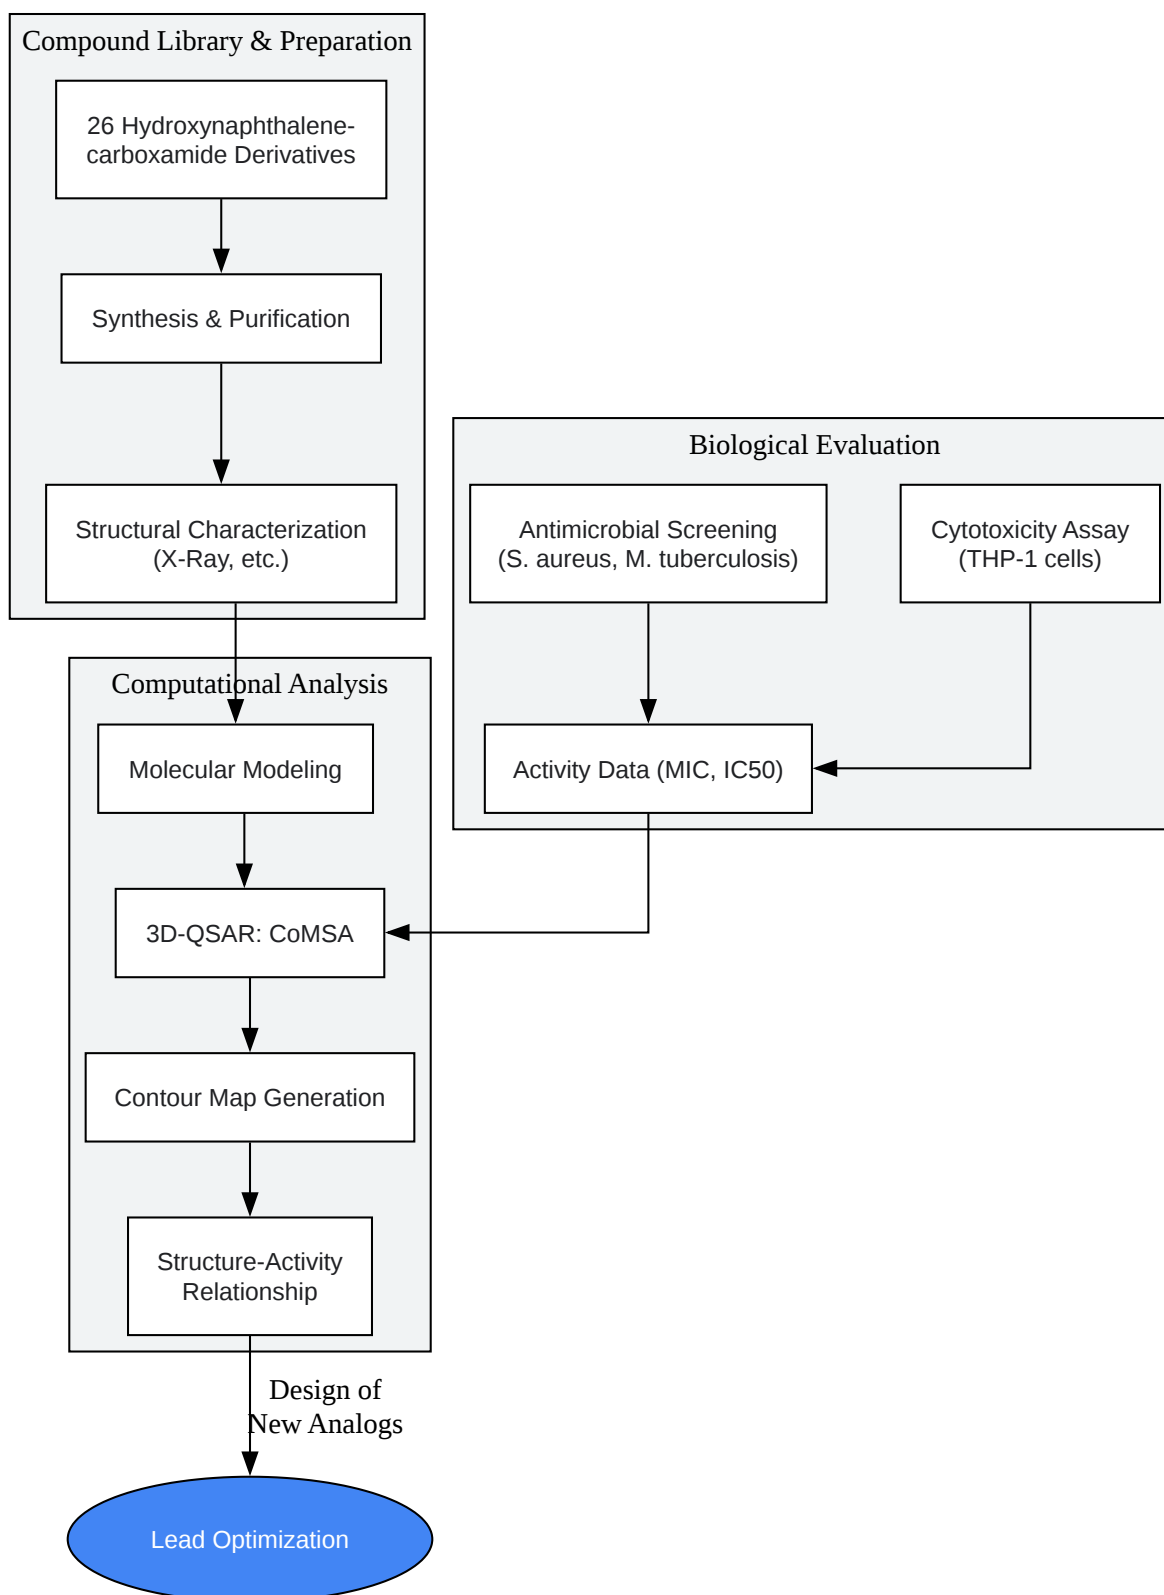 Compound Library & Preparation
26 Hydroxynaphthalene-
carboxamide Derivatives
Synthesis & Purification
Structural Characterization
(X-Ray, etc.)
Biological Evaluation
Antimicrobial Screening
(S. aureus, M. tuberculosis)
Cytotoxicity Assay
(THP-1 cells)
Activity Data (MIC, IC50)
Computational Analysis
Molecular Modeling
3D-QSAR: CoMSA
Contour Map Generation
Structure-Activity
Relationship
Design of
New Analogs
Lead Optimization